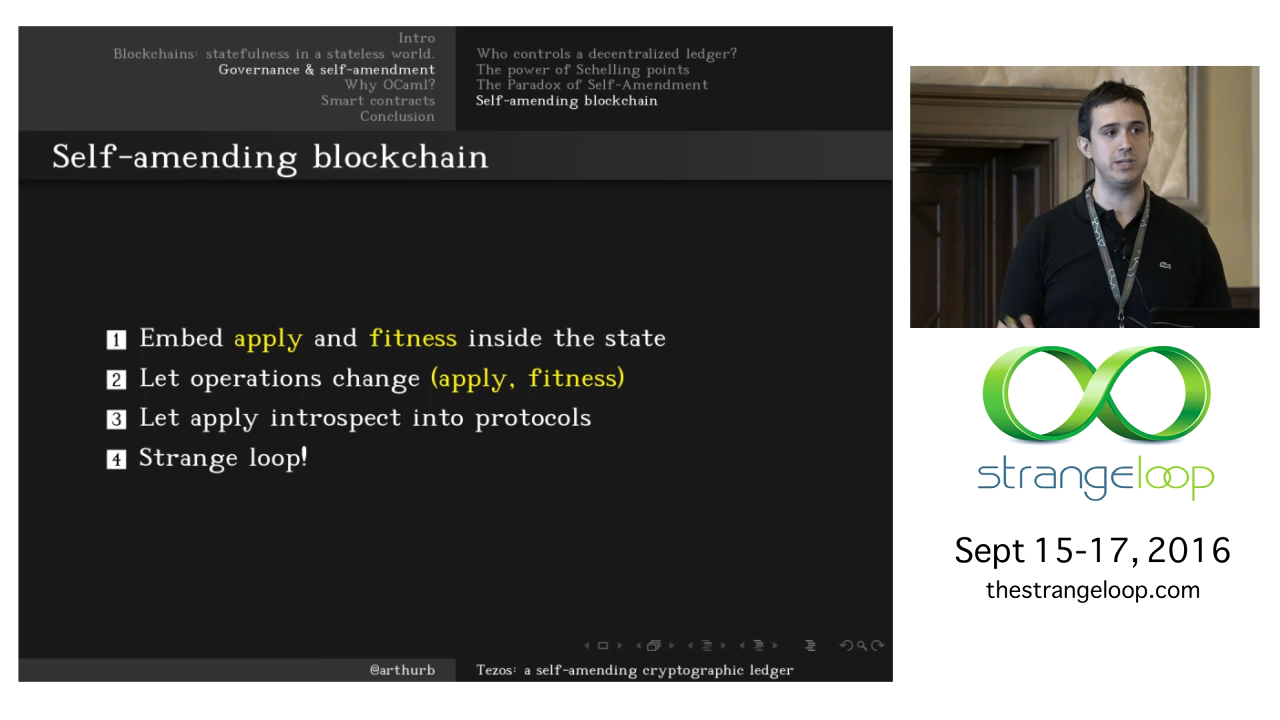 Intro
Blockchains: statefulness in a stateless world.
Governance & self-amendment
Why OCaml?
Smart contracts
Conclusion
Who controls a decentralized ledger?
The power of Schelling points
The Paradox of Self-Amendment
Self-amending blockchain
Self-amending blockchain
1 Embed apply and fitness inside the state
2 Let operations change (apply, fitness)
3 Let apply introspect into protocols
4 Strange loop!
@arthurb
Tezos: a self-amending cryptographic ledger
strangeloop
Sept 15-17, 2016
thestrangeloop.com